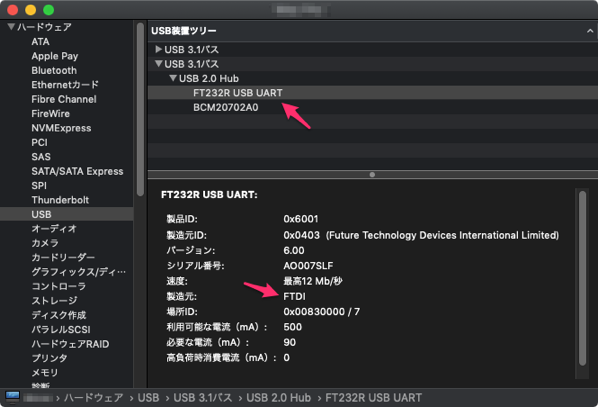 ハードウェア
ATA
Apple Pay
Bluetooth
Ethernetカード
Fibre Channel
FireWire
NVMExpress
PCI
SAS
SATA/SATA Express
SPI
Thunderbolt
USB
オーディオ
カメラ
カードリーダー
グラフィックス/ディ…
コントローラ
ストレージ
ディスク作成
パラレルSCSI
ハードウェアRAID
プリンタ
メモリ
診断
USB装置ツリー
USB 3.1バス
USB 3.1バス
USB 2.0 Hub
FT232R USB UART
BCM20702A0
FT232R USB UART:
製品ID: 0x6001
製造元ID: 0x0403 (Future Technology Devices International Limited)
バージョン: 6.00
シリアル番号: AO007SLF
速度: 最高12 Mb/秒
製造元: FTDI
場所ID: 0x00830000 / 7
利用可能な電流（mA）: 500
必要な電流（mA）: 90
高負荷時消費電流（mA）: 0
› ハードウェア › USB › USB 3.1バス › USB 2.0 Hub › FT232R USB UART